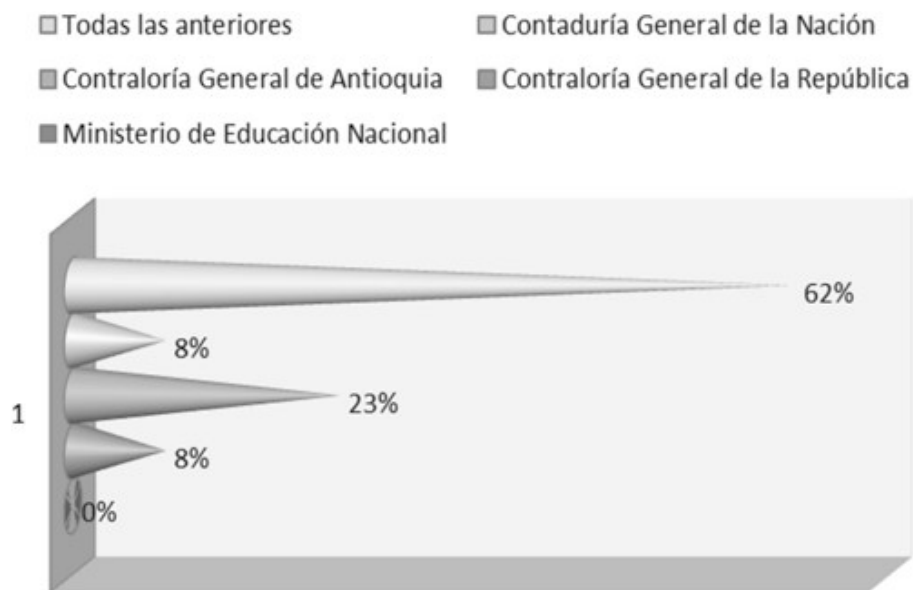 Todas las anteriores Contaduría General de la Nación
Contraloría General de Antioquia Contraloría General de la República
Ministerio de Educación Nacional
62%
8%
23%
1
8%
0%